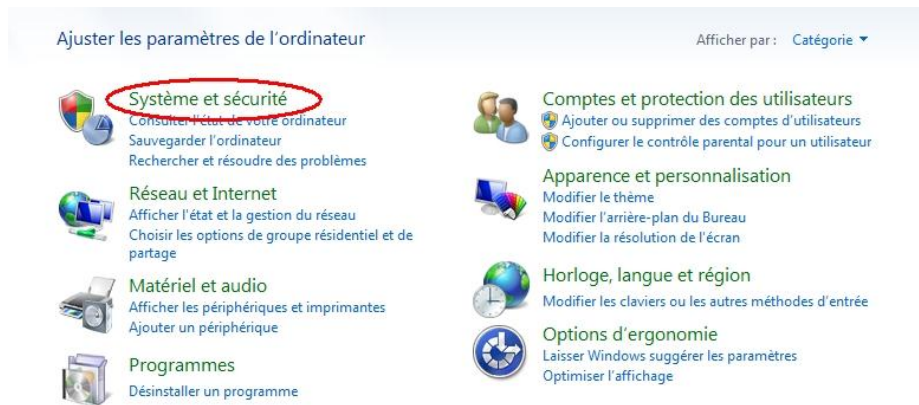 Ajuster les paramètres de l'ordinateur
Afficher par : Catégorie
Système et sécurité
Consulter l'état de votre ordinateur
Sauvegarder l'ordinateur
Rechercher et résoudre des problèmes
Réseau et Internet
Afficher l'état et la gestion du réseau
Choisir les options de groupe résidentiel et de
partage
Matériel et audio
Afficher les périphériques et imprimantes
Ajouter un périphérique
Programmes
Désinstaller un programme
Comptes et protection des utilisateurs
Ajouter ou supprimer des comptes d'utilisateurs
Configurer le contrôle parental pour un utilisateur
Apparence et personnalisation
Modifier le thème
Modifier l'arrière-plan du Bureau
Modifier la résolution de l'écran
Horloge, langue et région
Modifier les claviers ou les autres méthodes d'entrée
Options d'ergonomie
Laisser Windows suggérer les paramètres
Optimiser l'affichage